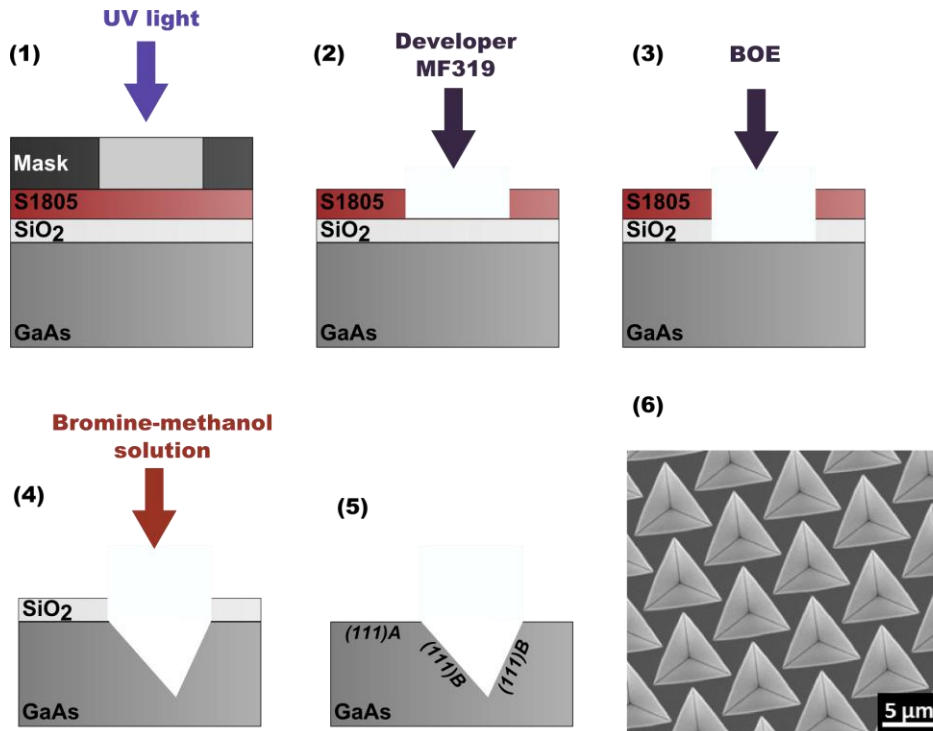 UV light
(1)
Mask
S1805
SiO₂
GaAs
(2)
Developer
MF319
S1805
SiO₂
GaAs
(3)
BOE
S1805
SiO₂
GaAs
Bromine-methanol
solution
(4)
SiO₂
GaAs
(5)
(111)A
(111)B
(111)B
GaAs
(6)
5 µm